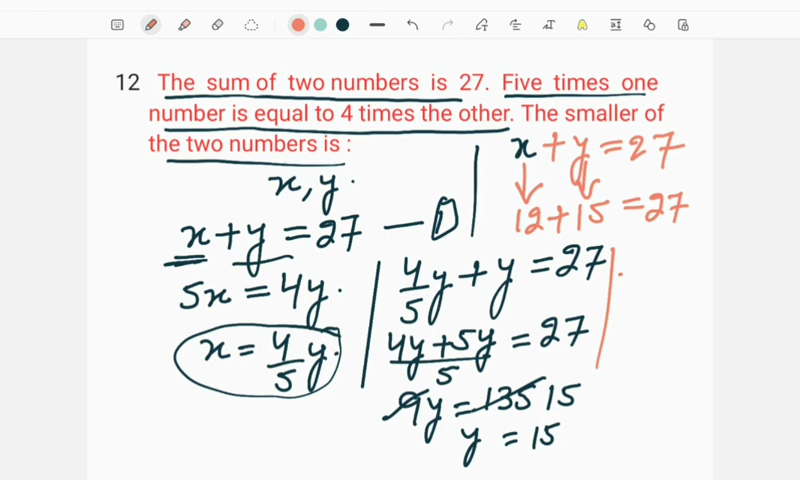 12 The sum of two numbers is 27. Five times one
number is equal to 4 times the other. The smaller of
the two numbers is :
x, y.
x + y = 27 — ①
5x = 4y.
x = 4/5 y.
x + y = 27
12 + 15 = 27
4/5 y + y = 27
4y + 5y / 5 = 27
9y = 135 15
y = 15